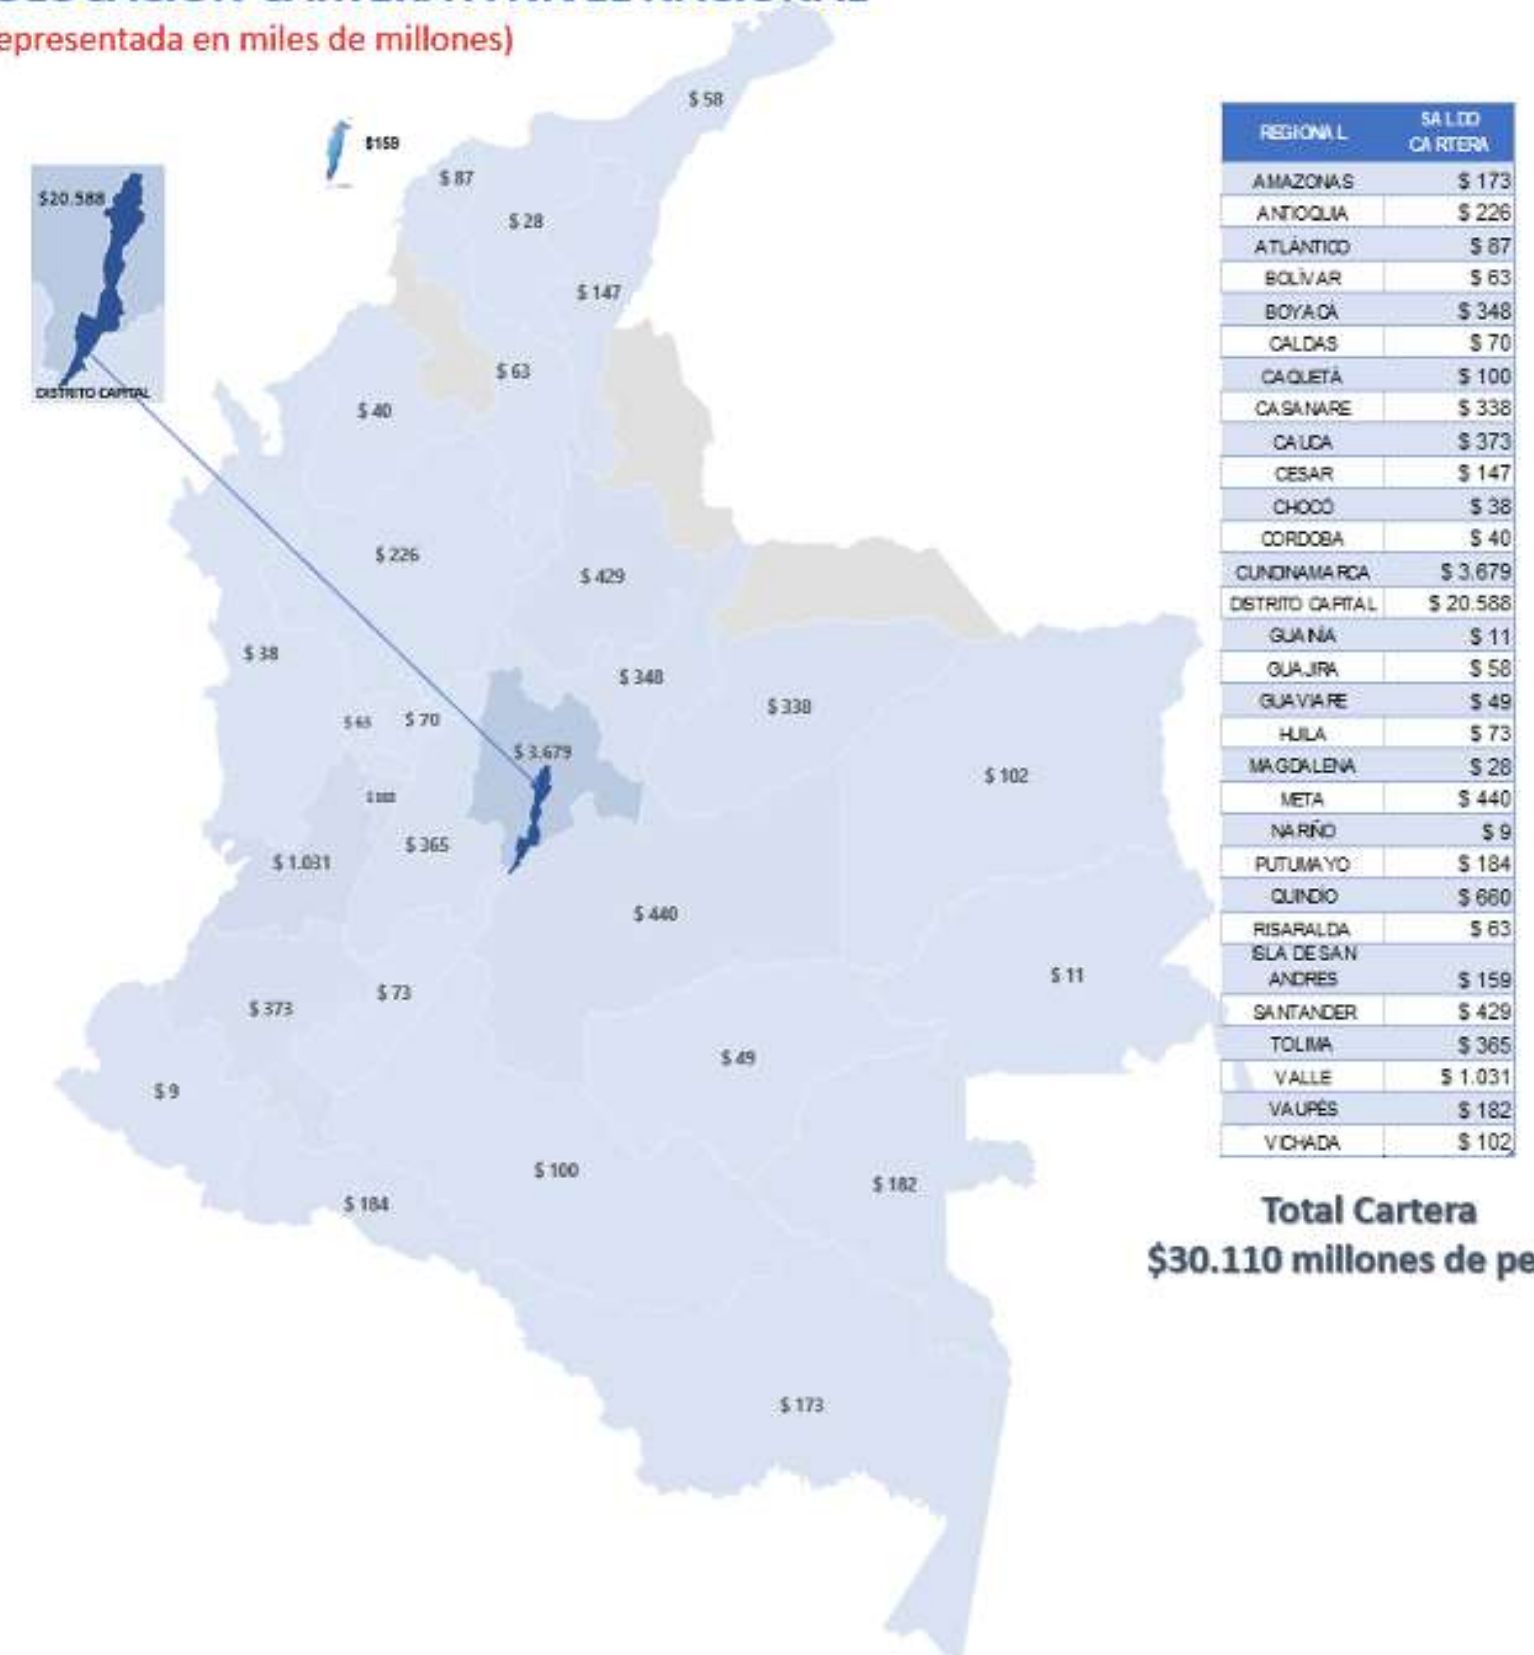 CARTERA A NIVEL NACIONAL
epresentada en miles de millones)
$ 58
$159
$ 87
$20.588
$ 28
$ 147
DISTRITO CAPITAL
$ 63
$ 40
$ 226
$ 429
$ 38
$ 348
$ 338
$ 63
$ 70
$ 3.679
$ 102
$ 365
$ 1.031
$ 440
$ 11
$ 373
$ 73
$ 49
$ 9
$ 100
$ 182
$ 184
$ 173
REGIONAL SALDO CARTERA
AMAZONAS $ 173
ANTIOQUIA $ 226
ATLÁNTICO $ 87
BOLÍVAR $ 63
BOYACÁ $ 348
CALDAS $ 70
CAQUETÁ $ 100
CASANARE $ 338
CAUCA $ 373
CESAR $ 147
CHOCÓ $ 38
CORDOBA $ 40
CUNDINAMARCA $ 3.679
DISTRITO CAPITAL $ 20.588
GUAINÍA $ 11
GUAJIRA $ 58
GUAVIARE $ 49
HUILA $ 73
MAGDALENA $ 28
META $ 440
NARIÑO $ 9
PUTUMAYO $ 184
QUINDÍO $ 660
RISARALDA $ 63
ISLA DE SAN
ANDRES $ 159
SANTANDER $ 429
TOLIMA $ 365
VALLE $ 1.031
VAUPÉS $ 182
VICHADA $ 102
Total Cartera
$30.110 millones de pe